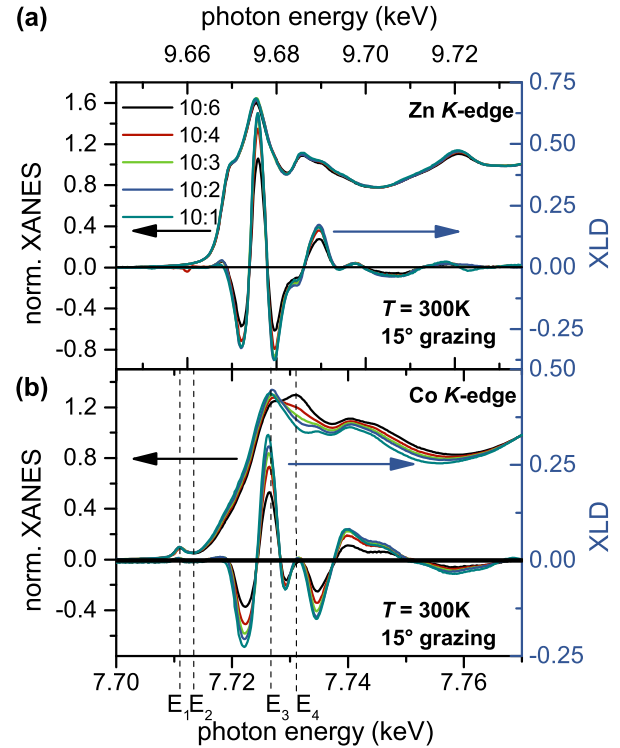 (a)
photon energy (keV)
9.66 9.68 9.70 9.72
norm. XANES
1.6
1.2
0.8
0.4
0.0
-0.4
-0.8
10:6
10:4
10:3
10:2
10:1
Zn K-edge
T = 300K
15° grazing
0.75
0.50
0.25
0.00
-0.25
0.50
XLD
(b)
norm. XANES
1.2
0.8
0.4
0.0
-0.4
Co K-edge
T = 300K
15° grazing
0.25
0.00
-0.25
XLD
7.70 7.72 7.74 7.76
E1 E2 E3 E4
photon energy (keV)